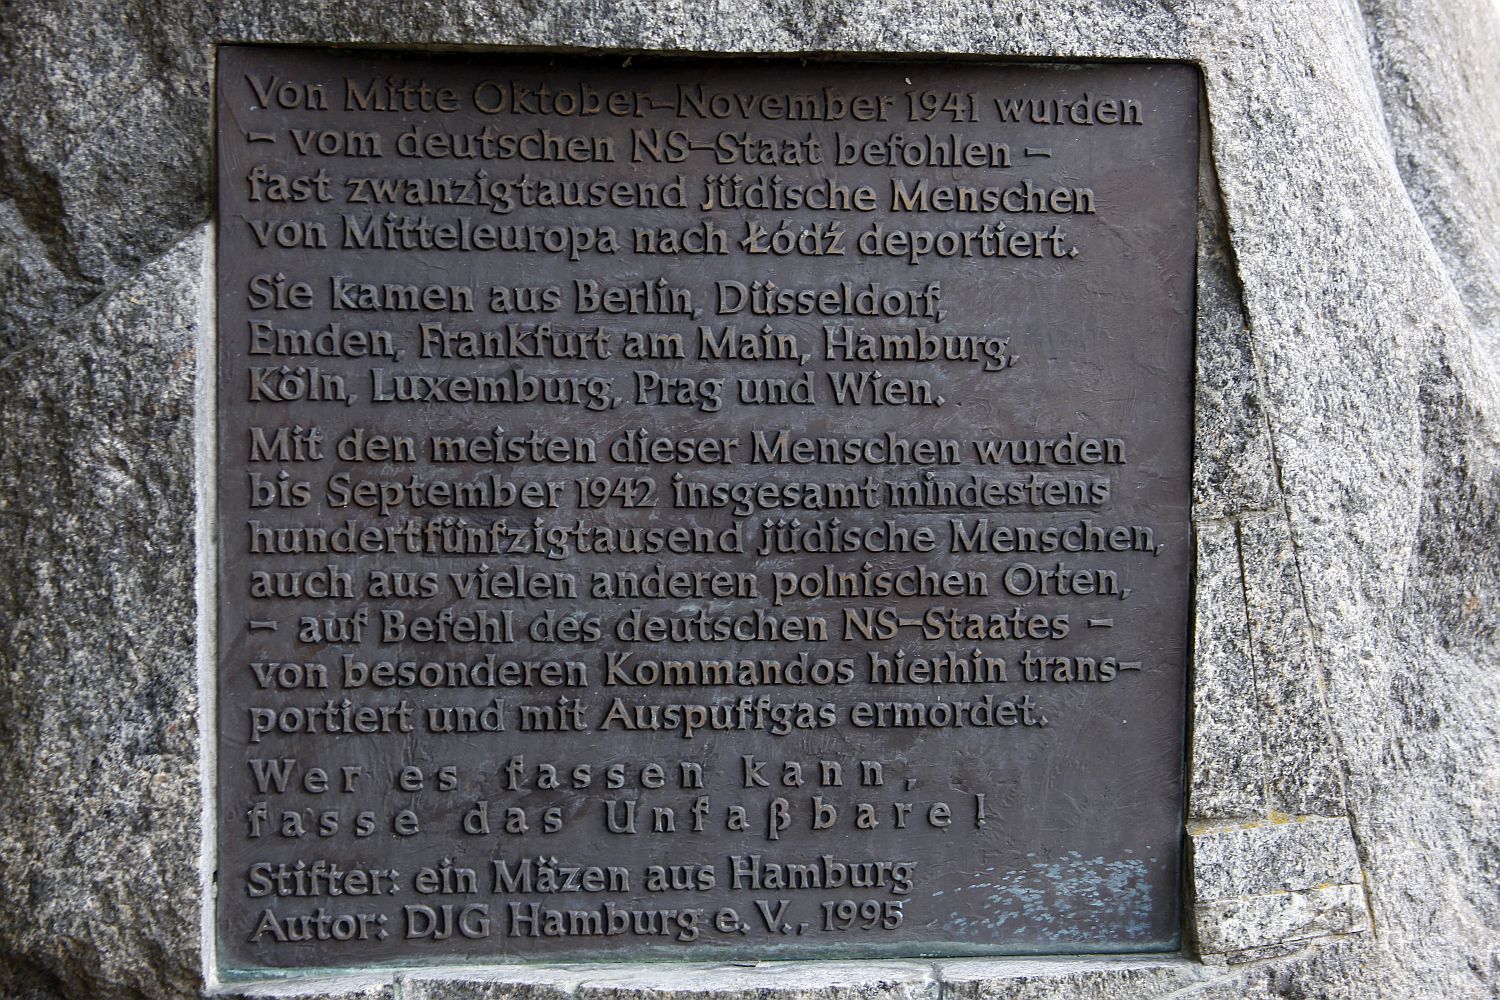 Von Mitte Oktober–November 1941 wurden
– vom deutschen NS–Staat befohlen –
fast zwanzigtausend jüdische Menschen
von Mitteleuropa nach Łódź deportiert.
Sie kamen aus Berlin, Düsseldorf,
Emden, Frankfurt am Main, Hamburg,
Köln, Luxemburg, Prag und Wien.
Mit den meisten dieser Menschen wurden
bis September 1942 insgesamt mindestens
hundertfünfzigtausend jüdische Menschen,
auch aus vielen anderen polnischen Orten,
– auf Befehl des deutschen NS–Staates –
von besonderen Kommandos hierhin trans–
portiert und mit Auspuffgas ermordet.
Wer es fassen kann,
fasse das Unfaßbare!
Stifter: ein Mäzen aus Hamburg
Autor: DJG Hamburg e.V., 1995